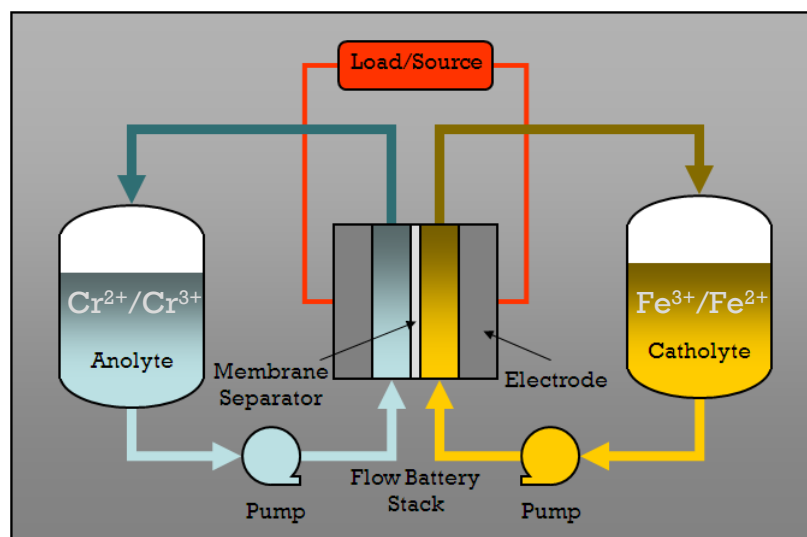 Load/Source
Cr²⁺/Cr³⁺
Anolyte
Fe³⁺/Fe²⁺
Catholyte
Membrane
Separator
Electrode
Flow Battery
Stack
Pump
Pump